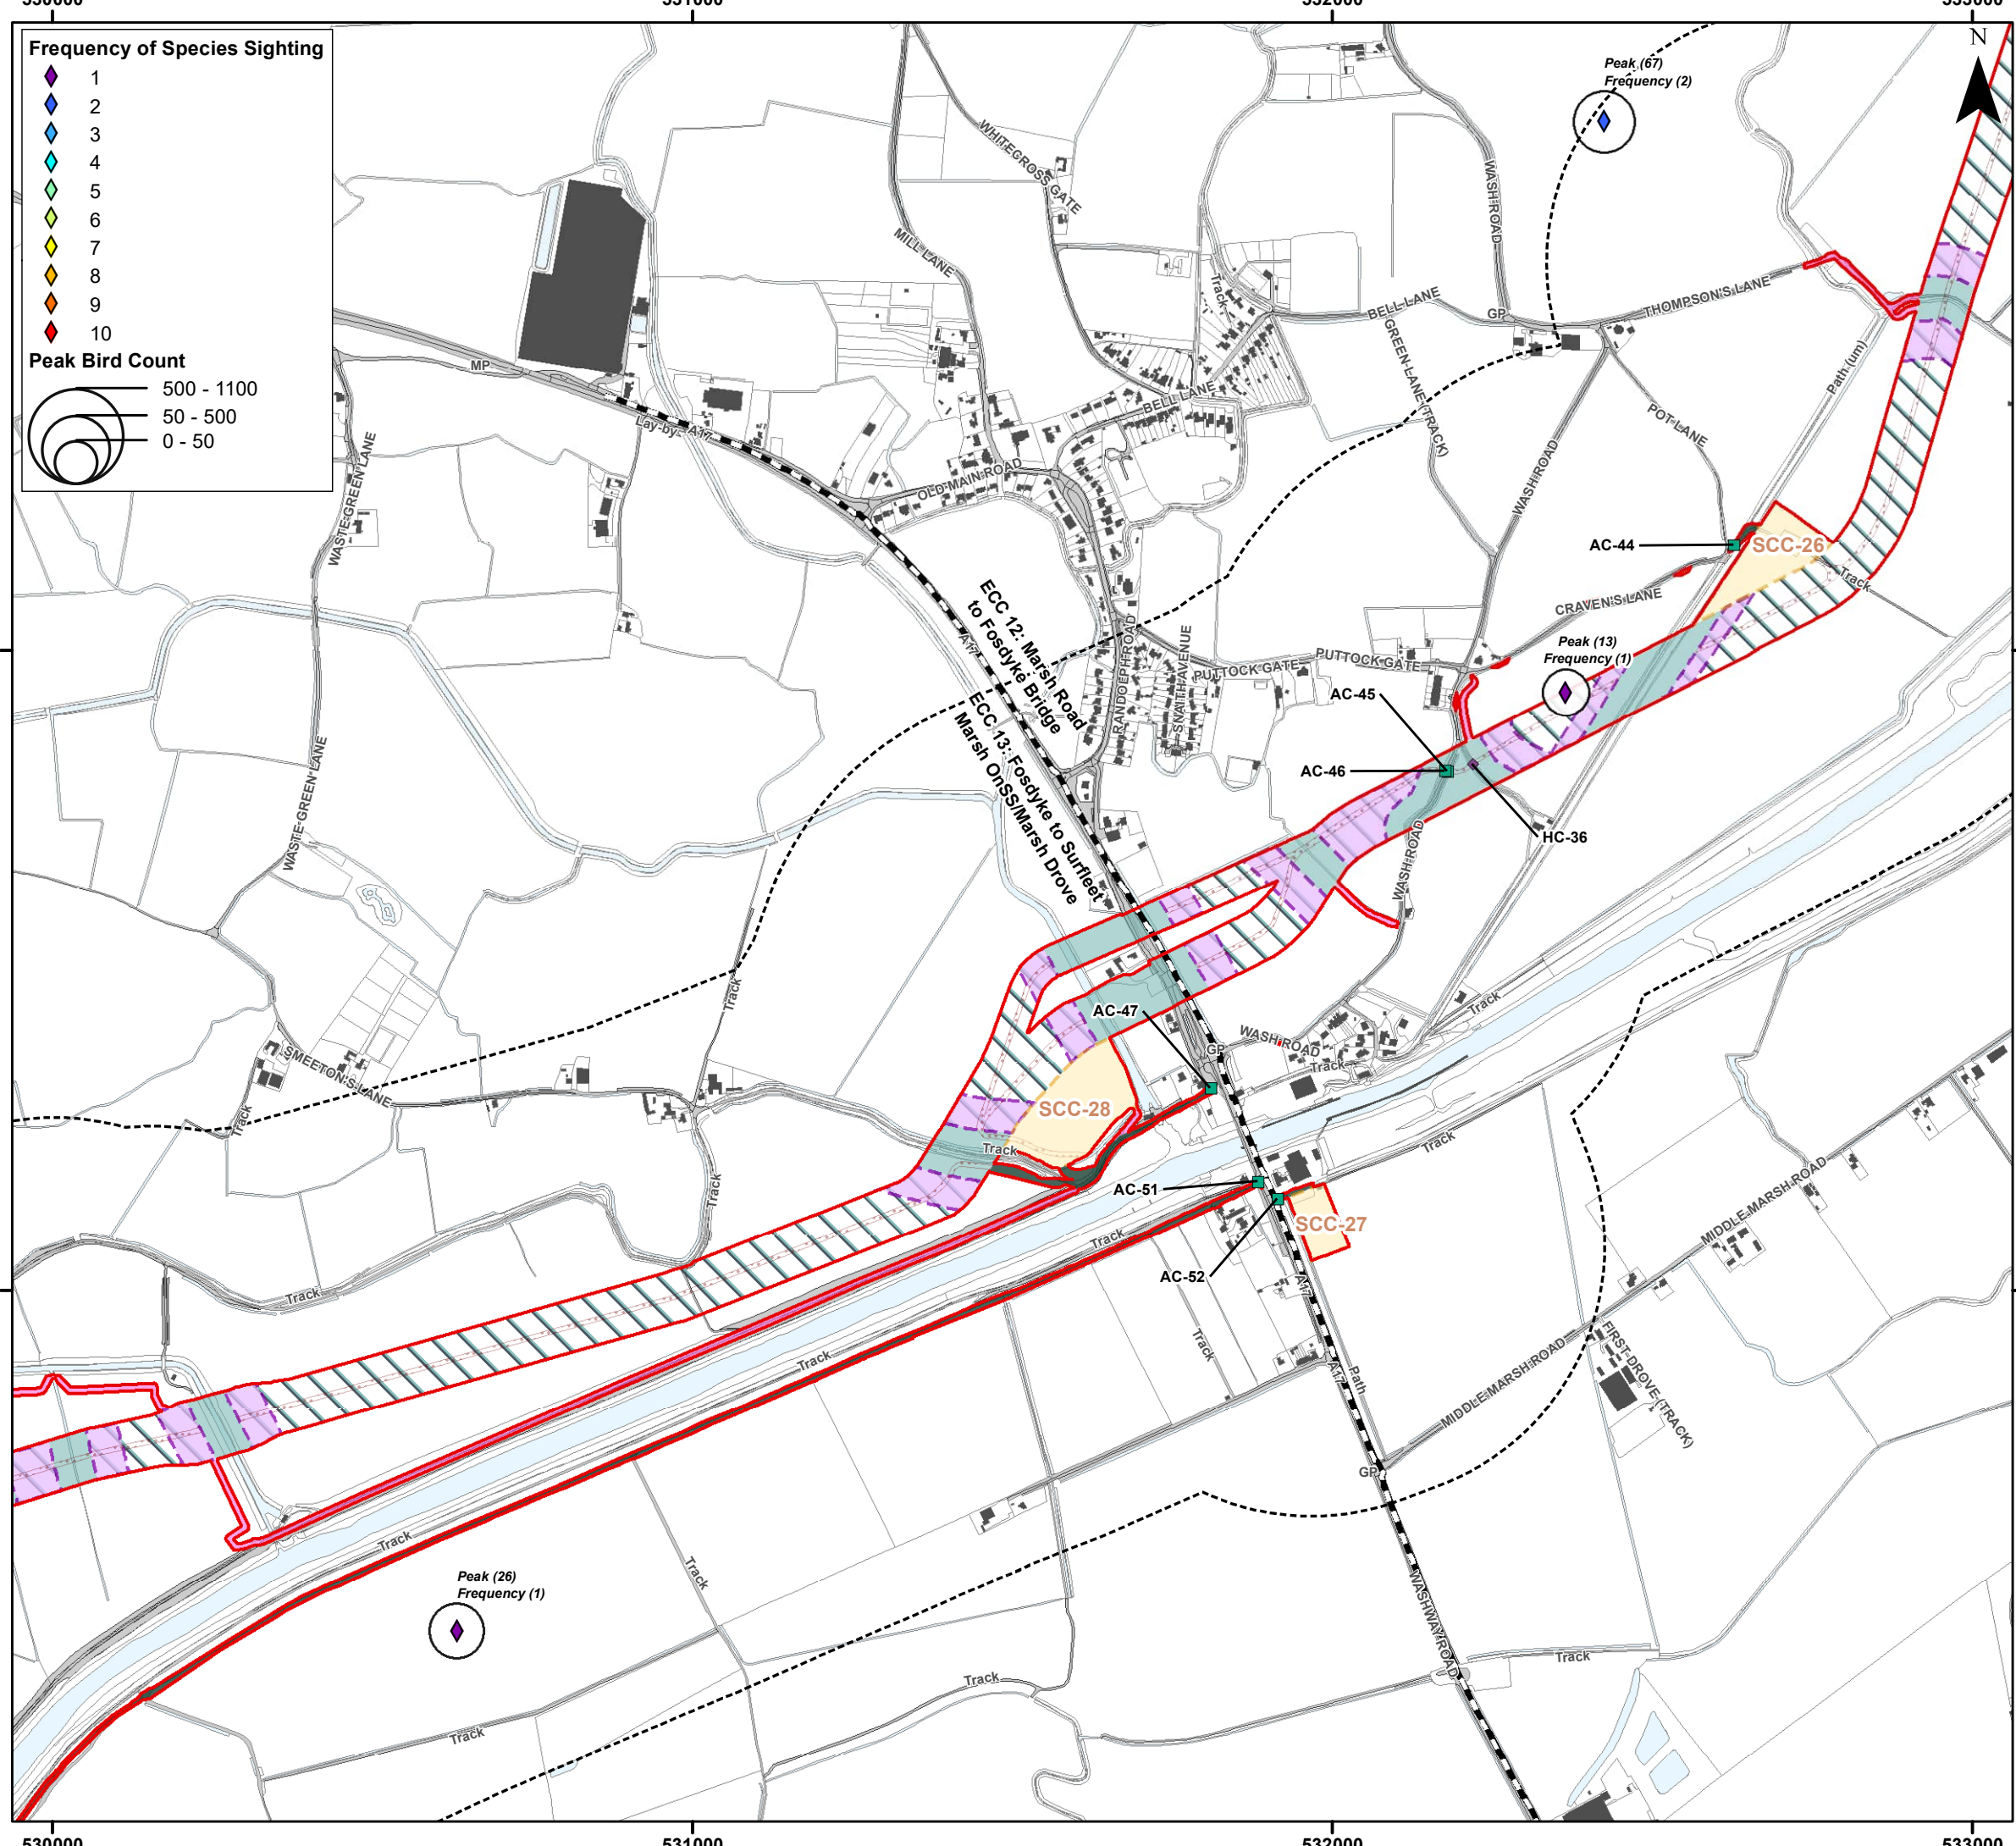 530000
531000
532000
533000
Frequency of Species Sighting
1
2
3
4
5
6
7
8
9
10
Peak Bird Count
500 - 1100
50 - 500
0 - 50
N
Peak (67)
Frequency (2)
WHITECROSS GATE
WASH ROAD
MILL LANE
Track
BELL LANE
GP
THOMPSON'S LANE
GREEN LANE (TRACK)
Path (um)
MP
Lay-by
A17
BELL LANE
POT LANE
OLD MAIN ROAD
WASTE GREEN LANE
WASH ROAD
AC-44
SCC-26
Track
CRAVEN'S LANE
ECC 12: Marsh Road
to Fosdyke Bridge
A17
RANDOLPH ROAD
SNAITH AVENUE
PUTTOCK GATE
PUTTOCK GATE
Peak (13)
Frequency (1)
AC-45
ECC 13: Fosdyke to Surfleet
Marsh OnSS/Marsh Drove
AC-46
HC-36
WASTE GREEN LANE
WASH ROAD
Track
AC-47
Track
WASH ROAD
GP
Track
SMEETON'S LANE
Track
SCC-28
Track
Track
AC-51
Track
SCC-27
Track
AC-52
A17
MIDDLE MARSH ROAD
Track
Track
Track
A17
Path
MIDDLE MARSH ROAD
FIRST DROVE (TRACK)
GP
Track
Track
Peak (26)
Frequency (1)
WASHWAY ROAD
Track
Track
Track
530000
531000
532000
533000